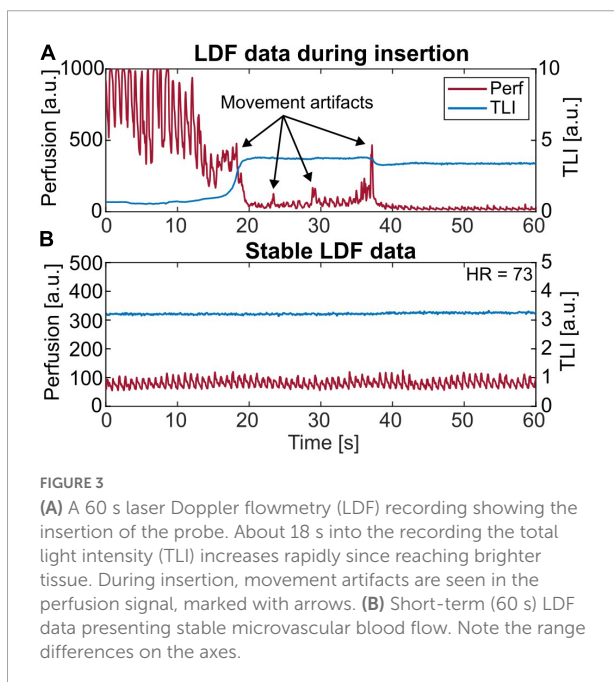 A
LDF data during insertion
1000
500
0
Perfusion [a.u.]
Movement artifacts
Perf
TLI
10
5
0
TLI [a.u.]
0 10 20 30 40 50 60
B
Stable LDF data
500
400
300
200
100
0
Perfusion [a.u.]
HR = 73
5
4
3
2
1
0
TLI [a.u.]
0 10 20 30 40 50 60
Time [s]
FIGURE 3
(A) A 60 s laser Doppler flowmetry (LDF) recording showing the
insertion of the probe. About 18 s into the recording the total
light intensity (TLI) increases rapidly since reaching brighter
tissue. During insertion, movement artifacts are seen in the
perfusion signal, marked with arrows. (B) Short-term (60 s) LDF
data presenting stable microvascular blood flow. Note the range
differences on the axes.